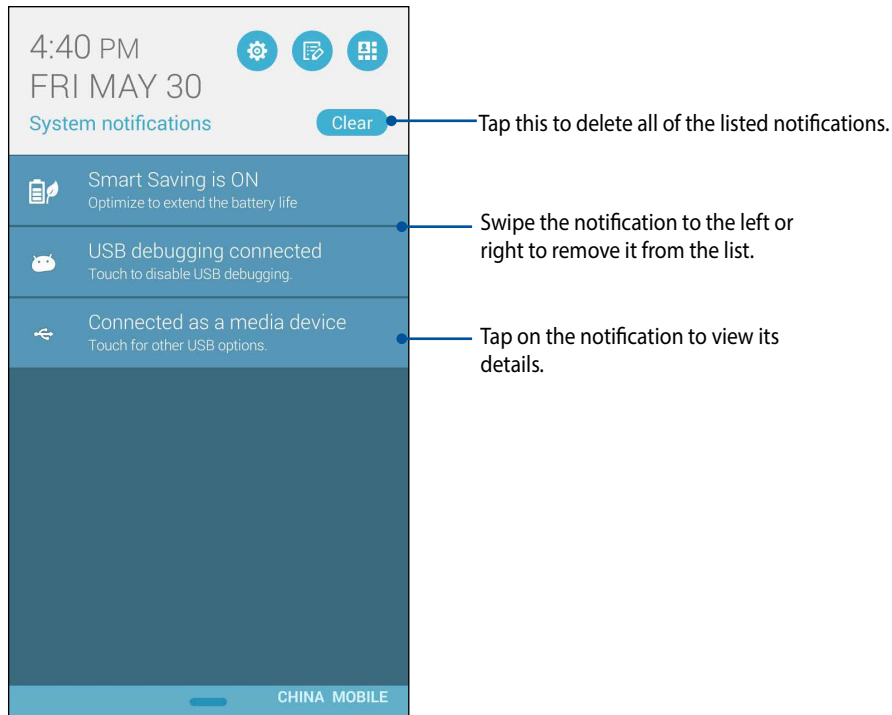 4:40 PM
FRI MAY 30
System notifications
Clear
Tap this to delete all of the listed notifications.
Smart Saving is ON
Optimize to extend the battery life
Swipe the notification to the left or
right to remove it from the list.
USB debugging connected
Touch to disable USB debugging.
Connected as a media device
Touch for other USB options.
Tap on the notification to view its
details.
CHINA MOBILE